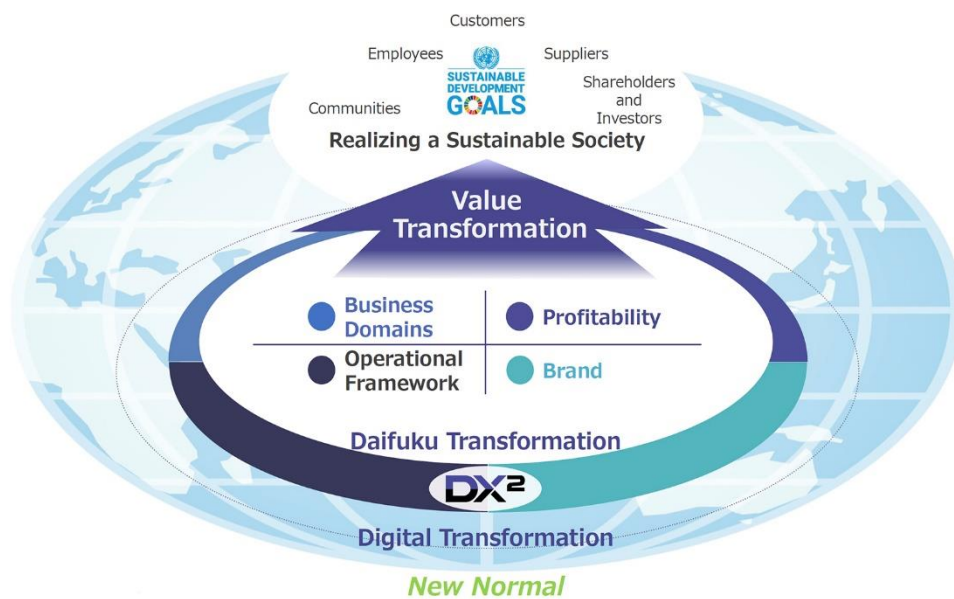 Customers
Employees
Suppliers
SUSTAINABLE
DEVELOPMENT
GOALS
Communities
Shareholders
and
Investors
Realizing a Sustainable Society
Value
Transformation
Business
Domains
Profitability
Operational
Framework
Brand
Daifuku Transformation
DX²
Digital Transformation
New Normal